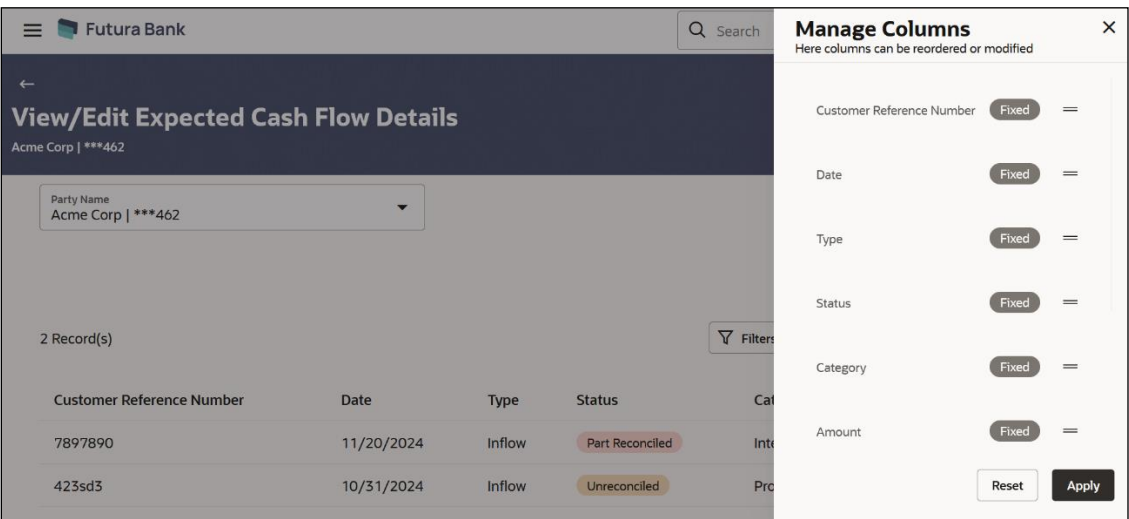 Futura Bank
Search
View/Edit Expected Cash Flow Details
Acme Corp | ***462
Party Name
Acme Corp | ***462
2 Record(s)
Filters
Customer Reference Number Date Type Status
7897890 11/20/2024 Inflow Part Reconciled
423sd3 10/31/2024 Inflow Unreconciled
Manage Columns
Here columns can be reordered or modified
Customer Reference Number Fixed
Date Fixed
Type Fixed
Status Fixed
Category Fixed
Amount Fixed
Reset Apply